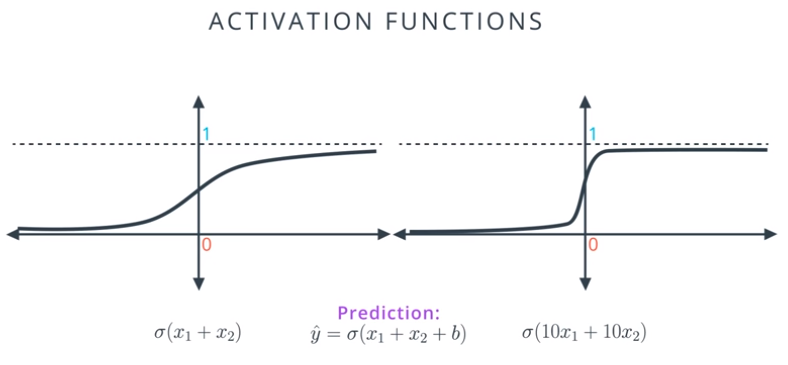 ACTIVATION FUNCTIONS
1
1
0
0
Prediction:
σ(x₁ + x₂)
ŷ = σ(x₁ + x₂ + b)
σ(10x₁ + 10x₂)